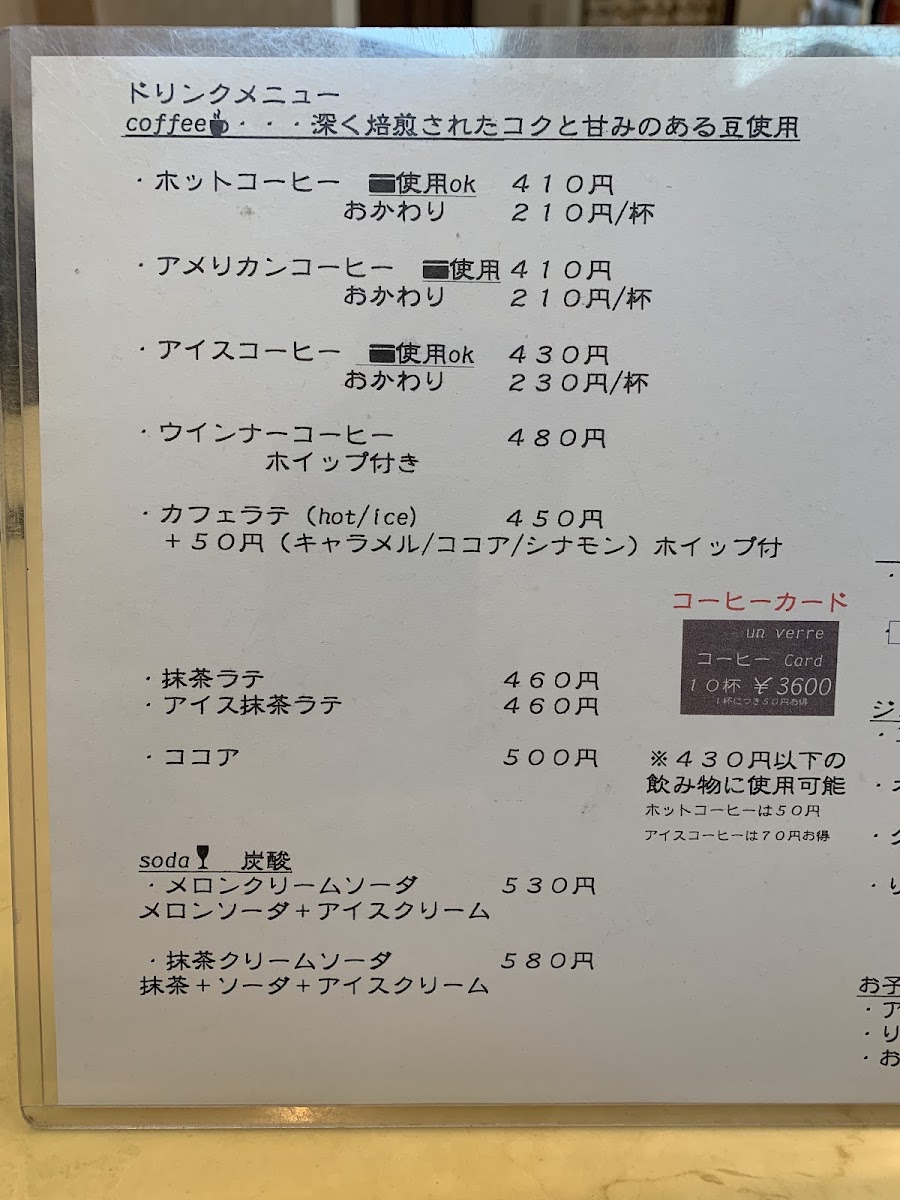 ドリンクメニュー
coffee・・・深く焙煎されたコクと甘みのある豆使用
・ホットコーヒー 使用ok 410円
おかわり 210円/杯
・アメリカンコーヒー 使用 410円
おかわり 210円/杯
・アイスコーヒー 使用ok 430円
おかわり 230円/杯
・ウインナーコーヒー 480円
ホイップ付き
・カフェラテ(hot/ice) 450円
+50円(キャラメル/ココア/シナモン)ホイップ付
コーヒーカード
un verre
コーヒー Card
10杯 ¥3600
1杯につき50円お得
・抹茶ラテ 460円
・アイス抹茶ラテ 460円
・ココア 500円
※430円以下の
飲み物に使用可能
ホットコーヒーは50円
アイスコーヒーは70円お得
soda 炭酸
・メロンクリームソーダ 530円
メロンソーダ+アイスクリーム
・抹茶クリームソーダ 580円
抹茶+ソーダ+アイスクリーム
お子
・ア
・り
・お